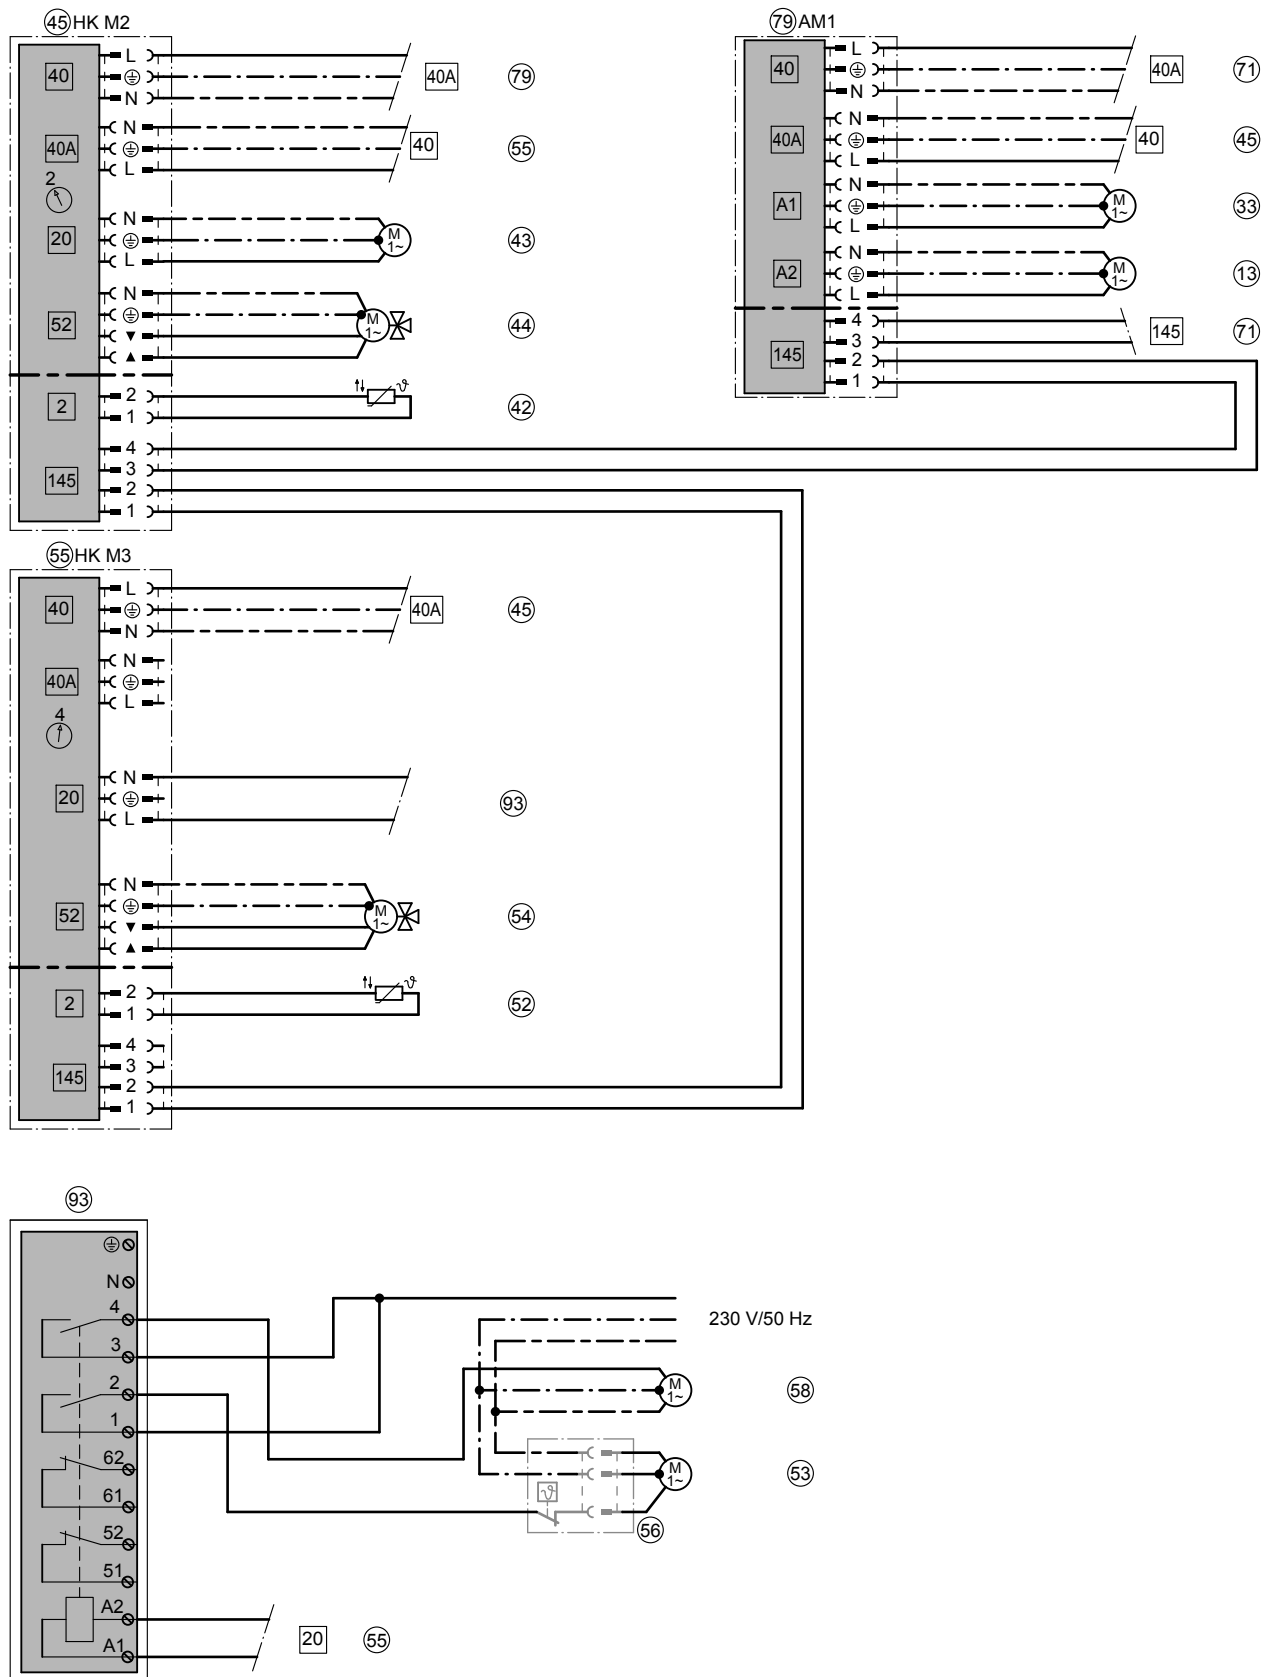 45 HK M2
L
40 40A 79
N
N
40A 40 55
L
2
N
20 M 1~ 43
L
N
52 M 1~ 44
▼
▲
2 ϑ
2 42
1
4
3
145
2
1
79 AM1
L
40 40A 71
N
N
40A 40 45
L
N
A1 M 1~ 33
L
N
A2 M 1~ 13
L
4
3 145 71
145 2
1
55 HK M3
L
40 40A 45
N
N
40A
L
4
N
20 93
L
N
52 M 1~ 54
▼
▲
2 ϑ
2 52
1
4
3
145
2
1
93
N
4
230 V/50 Hz
3
2 M 1~ 58
1
62
M 1~ 53
61 ϑ
56
52
51
A2
20 55
A1